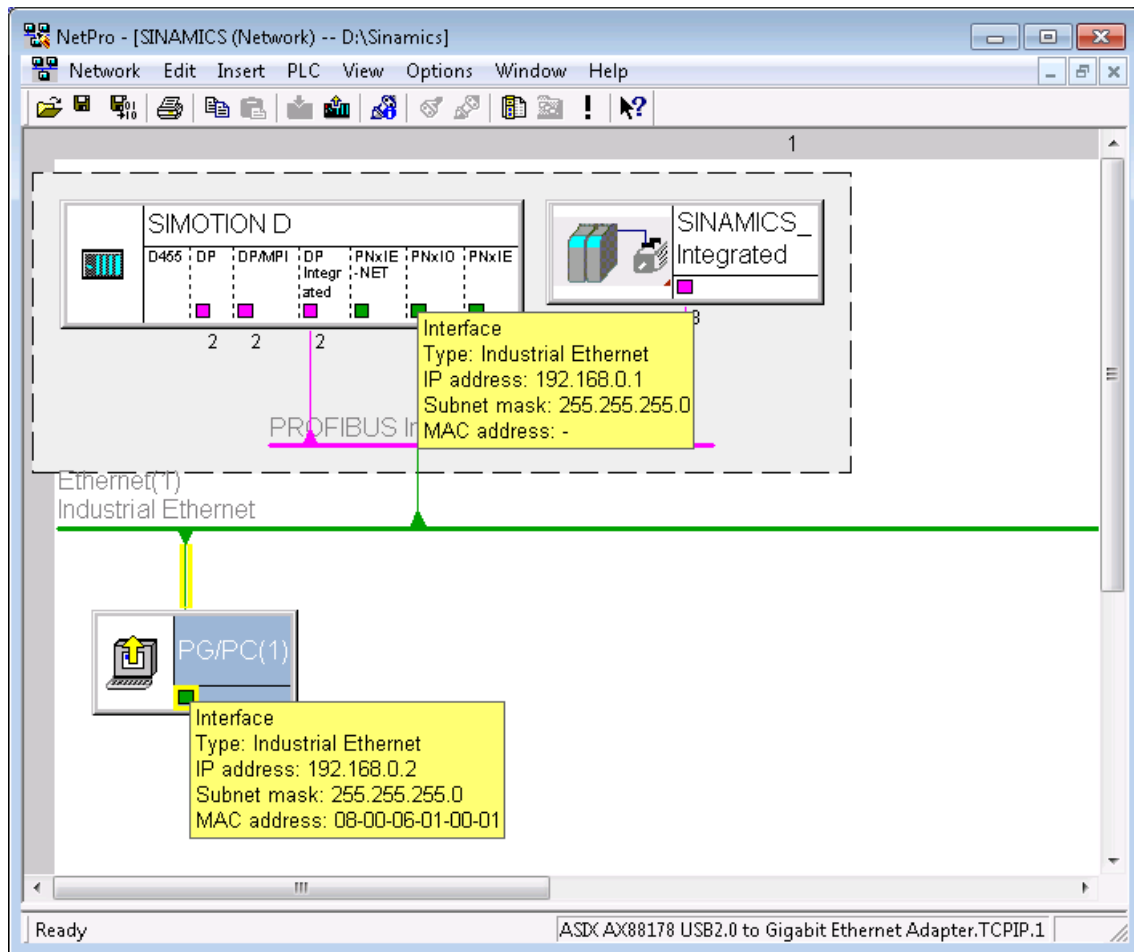 NetPro - [SINAMICS (Network) -- D:\Sinamics]
Network Edit Insert PLC View Options Window Help
1
SIMOTION D
D455 DP DP/MPI DP Integrated PNxIE-NET PNxIO PNxIE
2 2 2
SINAMICS_
Integrated
3
Interface
Type: Industrial Ethernet
IP address: 192.168.0.1
Subnet mask: 255.255.255.0
MAC address: -
PROFIBUS In
Ethernet(1)
Industrial Ethernet
PG/PC(1)
Interface
Type: Industrial Ethernet
IP address: 192.168.0.2
Subnet mask: 255.255.255.0
MAC address: 08-00-06-01-00-01
Ready
ASIX AX88178 USB2.0 to Gigabit Ethernet Adapter.TCPIP.1